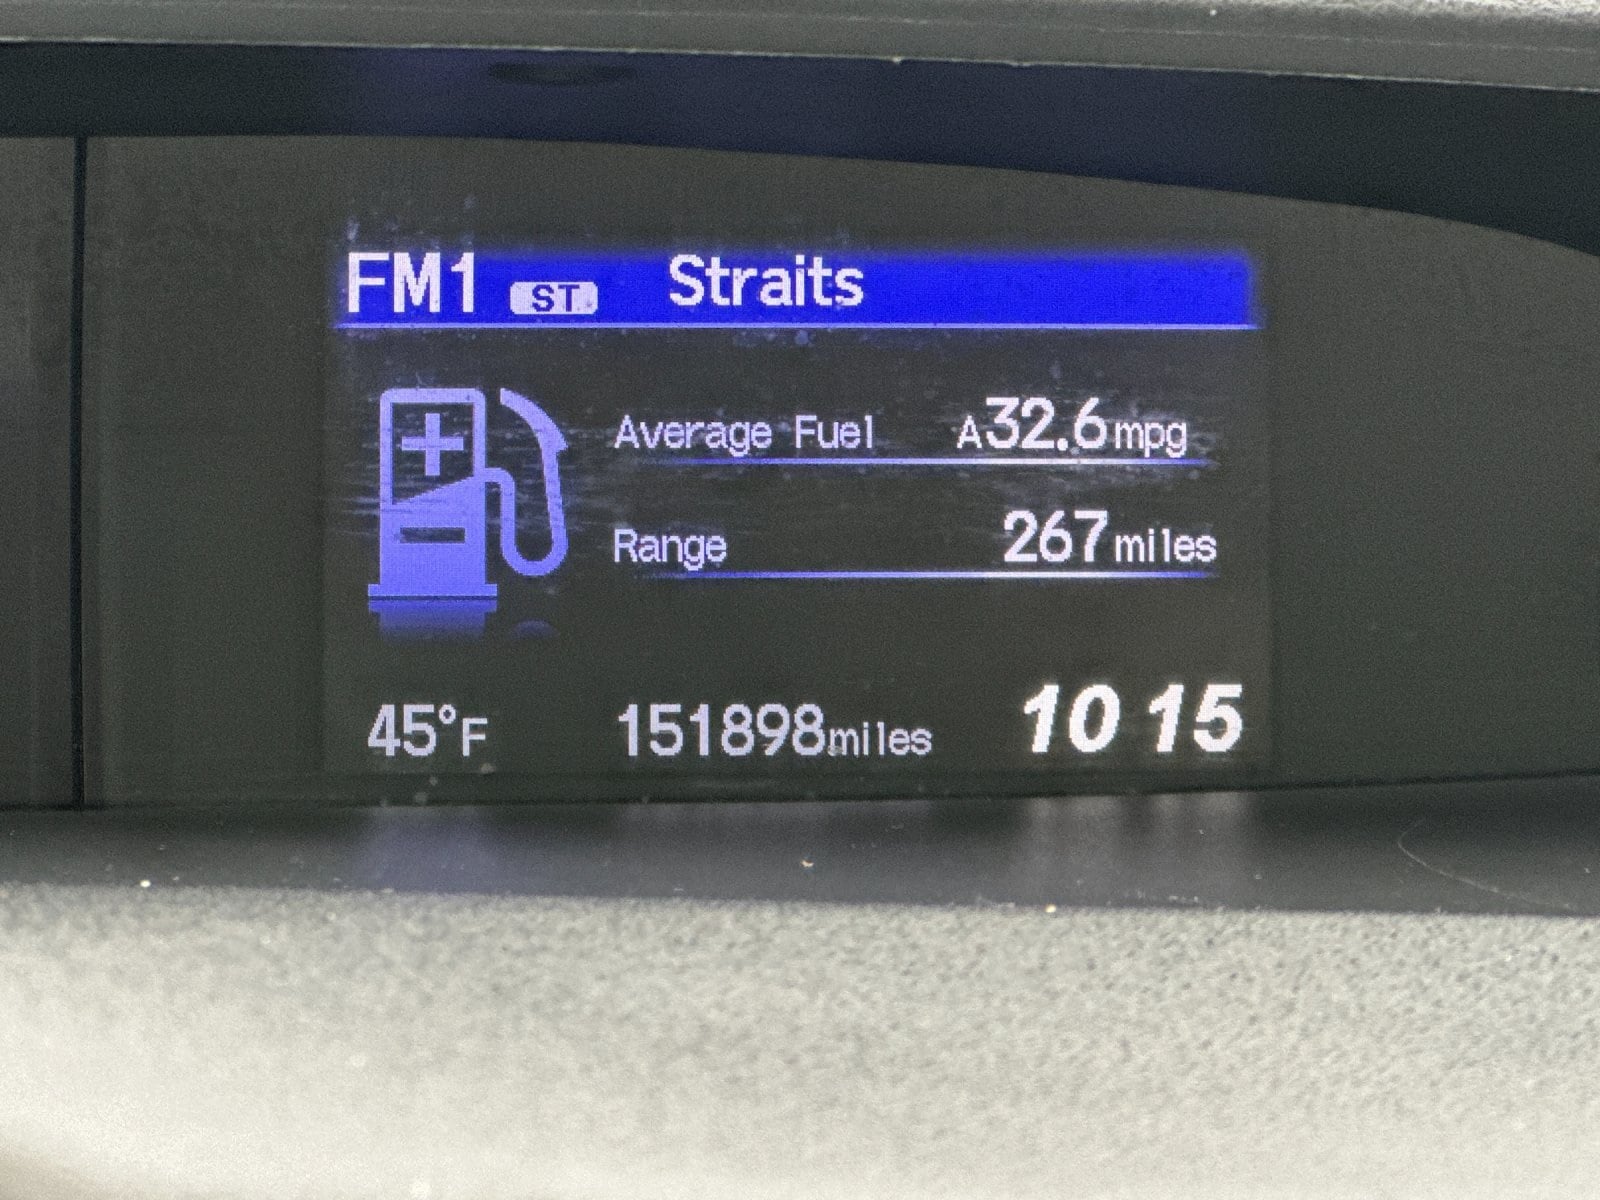 FM1 ST Straits
Average Fuel A32.6mpg
Range 267miles
45°F 151898miles 10 15